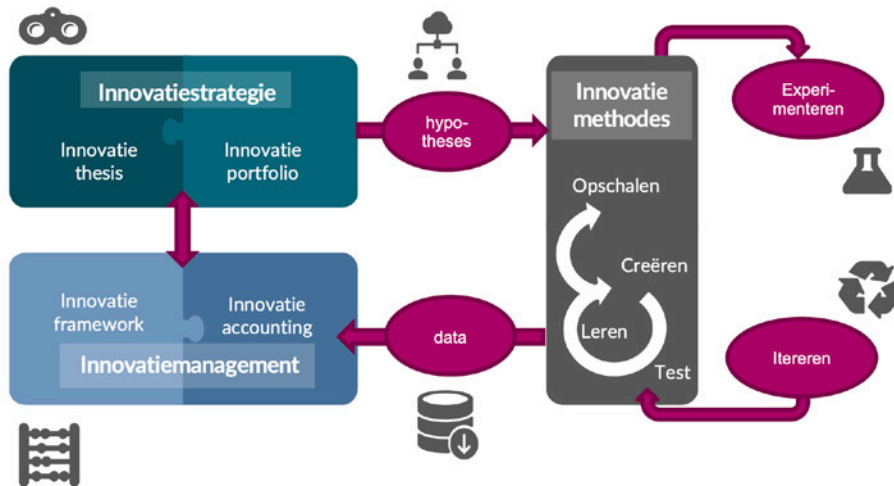 Innovatiestrategie
Innovatie
thesis
Innovatie
portfolio
hypo-
theses
Innovatie
methodes
Experi-
menteren
Opschalen
Creëren
Leren
Test
Innovatie
framework
Innovatie
accounting
Innovatiemanagement
data
Itereren